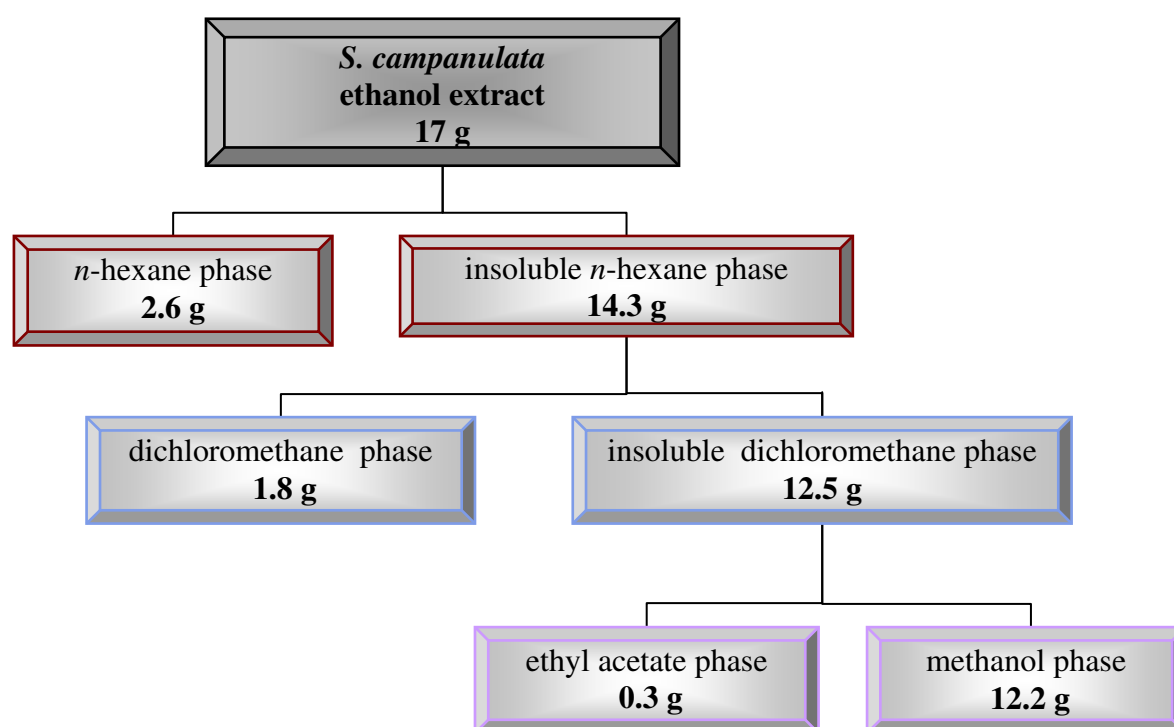 S. campanulata
ethanol extract
17 g
n-hexane phase
2.6 g
insoluble n-hexane phase
14.3 g
dichloromethane phase
1.8 g
insoluble dichloromethane phase
12.5 g
ethyl acetate phase
0.3 g
methanol phase
12.2 g